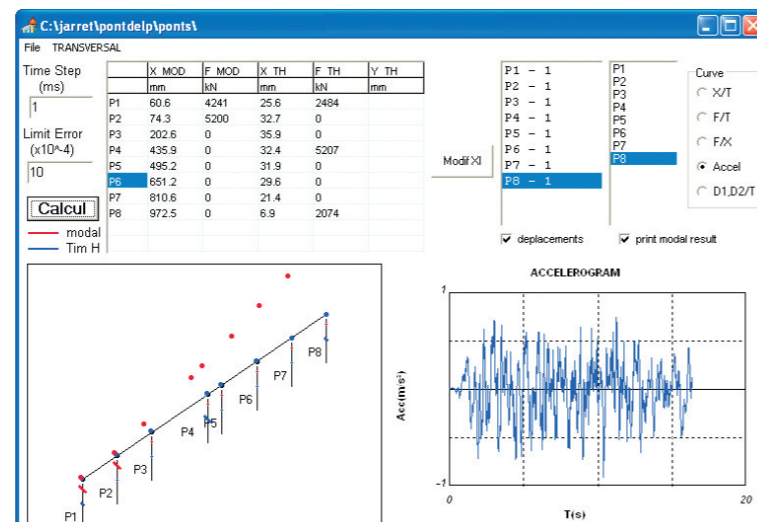 C:\jarret\pontdelp\ponts\
File TRANSVERSAL
Time Step
(ms)
1
Limit Error
(x10^-4)
10
Calcul
modal
Tim H
X MOD F MOD X TH F TH Y TH
mm kN mm kN mm
P1 60.6 4241 25.6 2484
P2 74.3 5200 32.7 0
P3 202.6 0 35.9 0
P4 435.9 0 32.4 5207
P5 495.2 0 31.9 0
P6 651.2 0 29.6 0
P7 810.6 0 21.4 0
P8 972.5 0 6.9 2074
Modif XI
P1 - 1
P2 - 1
P3 - 1
P4 - 1
P5 - 1
P6 - 1
P7 - 1
P8 - 1
deplacements
P1
P2
P3
P4
P5
P6
P7
P8
print modal result
Curve
X/T
F/T
F/X
Accel
D1,D2/T
P8
P7
P6
P5
P4
P3
P2
P1
ACCELEROGRAM
1
Acc(m/s²)
-1
0
20
T(s)